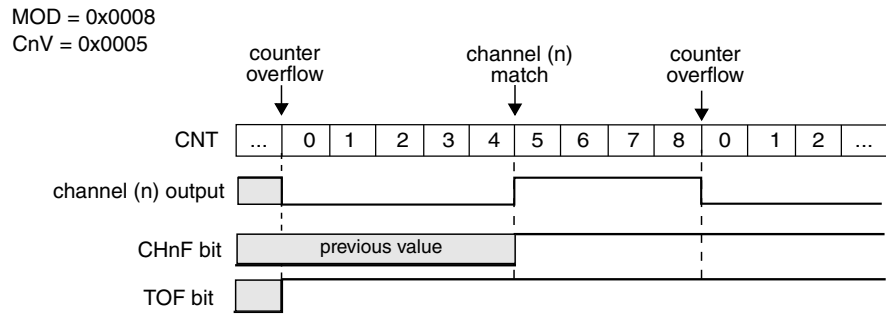 MOD = 0x0008
CnV = 0x0005
counter
overflow
channel (n)
match
counter
overflow
CNT ... 0 1 2 3 4 5 6 7 8 0 1 2 ...
channel (n) output
CHnF bit previous value
TOF bit